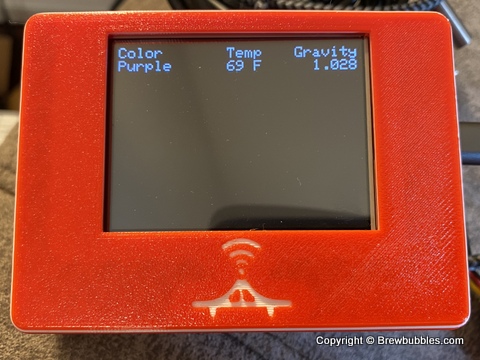 Color Temp Gravity
Purple 69 F 1.028
Copyright © Brewbubbles.com